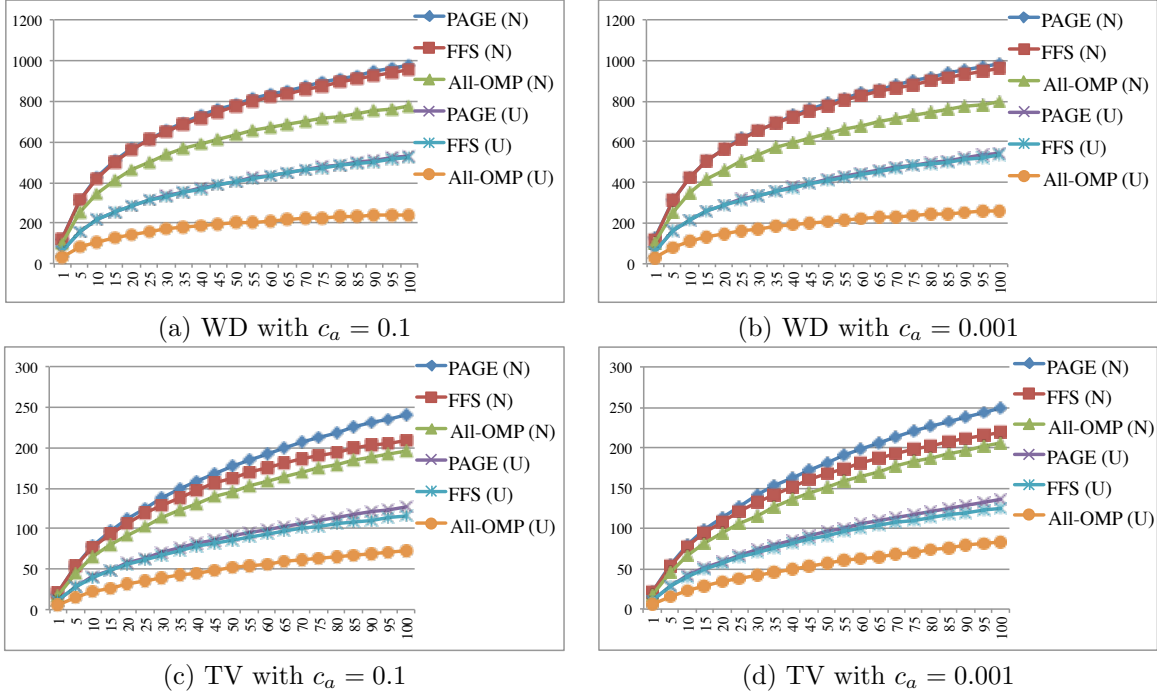 1200
1000
800
600
400
200
0
1 5 10 15 20 25 30 35 40 45 50 55 60 65 70 75 80 85 90 95 100
PAGE (N)
FFS (N)
All-OMP (N)
PAGE (U)
FFS (U)
All-OMP (U)
(a) WD with c_a = 0.1
1200
1000
800
600
400
200
0
1 5 10 15 20 25 30 35 40 45 50 55 60 65 70 75 80 85 90 95 100
PAGE (N)
FFS (N)
All-OMP (N)
PAGE (U)
FFS (U)
All-OMP (U)
(b) WD with c_a = 0.001
300
250
200
150
100
50
0
1 5 10 15 20 25 30 35 40 45 50 55 60 65 70 75 80 85 90 95 100
PAGE (N)
FFS (N)
All-OMP (N)
PAGE (U)
FFS (U)
All-OMP (U)
(c) TV with c_a = 0.1
300
250
200
150
100
50
0
1 5 10 15 20 25 30 35 40 45 50 55 60 65 70 75 80 85 90 95 100
PAGE (N)
FFS (N)
All-OMP (N)
PAGE (U)
FFS (U)
All-OMP (U)
(d) TV with c_a = 0.001